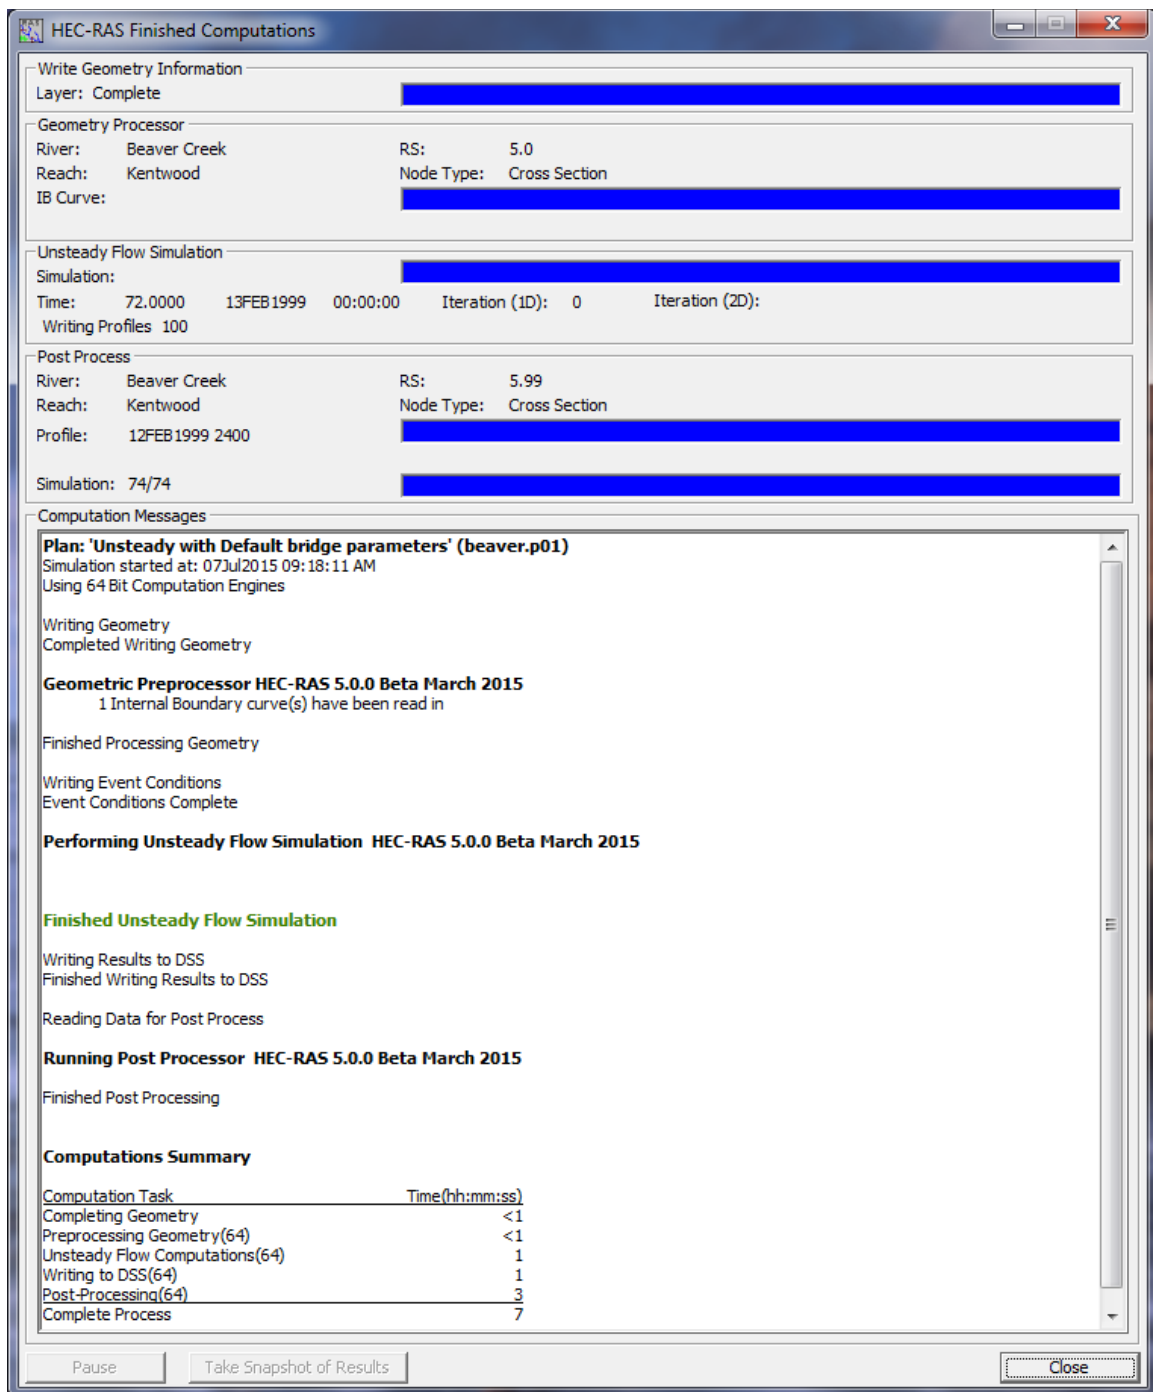 HEC-RAS Finished Computations
Write Geometry Information
Layer: Complete
Geometry Processor
River: Beaver Creek RS: 5.0
Reach: Kentwood Node Type: Cross Section
IB Curve:
Unsteady Flow Simulation
Simulation:
Time: 72.0000 13FEB1999 00:00:00 Iteration (1D): 0 Iteration (2D):
Writing Profiles 100
Post Process
River: Beaver Creek RS: 5.99
Reach: Kentwood Node Type: Cross Section
Profile: 12FEB1999 2400
Simulation: 74/74
Computation Messages
Plan: 'Unsteady with Default bridge parameters' (beaver.p01)
Simulation started at: 07Jul2015 09:18:11 AM
Using 64 Bit Computation Engines
Writing Geometry
Completed Writing Geometry
Geometric Preprocessor HEC-RAS 5.0.0 Beta March 2015
1 Internal Boundary curve(s) have been read in
Finished Processing Geometry
Writing Event Conditions
Event Conditions Complete
Performing Unsteady Flow Simulation HEC-RAS 5.0.0 Beta March 2015
Finished Unsteady Flow Simulation
Writing Results to DSS
Finished Writing Results to DSS
Reading Data for Post Process
Running Post Processor HEC-RAS 5.0.0 Beta March 2015
Finished Post Processing
Computations Summary
Computation Task Time(hh:mm:ss)
Completing Geometry <1
Preprocessing Geometry(64) <1
Unsteady Flow Computations(64) 1
Writing to DSS(64) 1
Post-Processing(64) 3
Complete Process 7
Pause Take Snapshot of Results Close